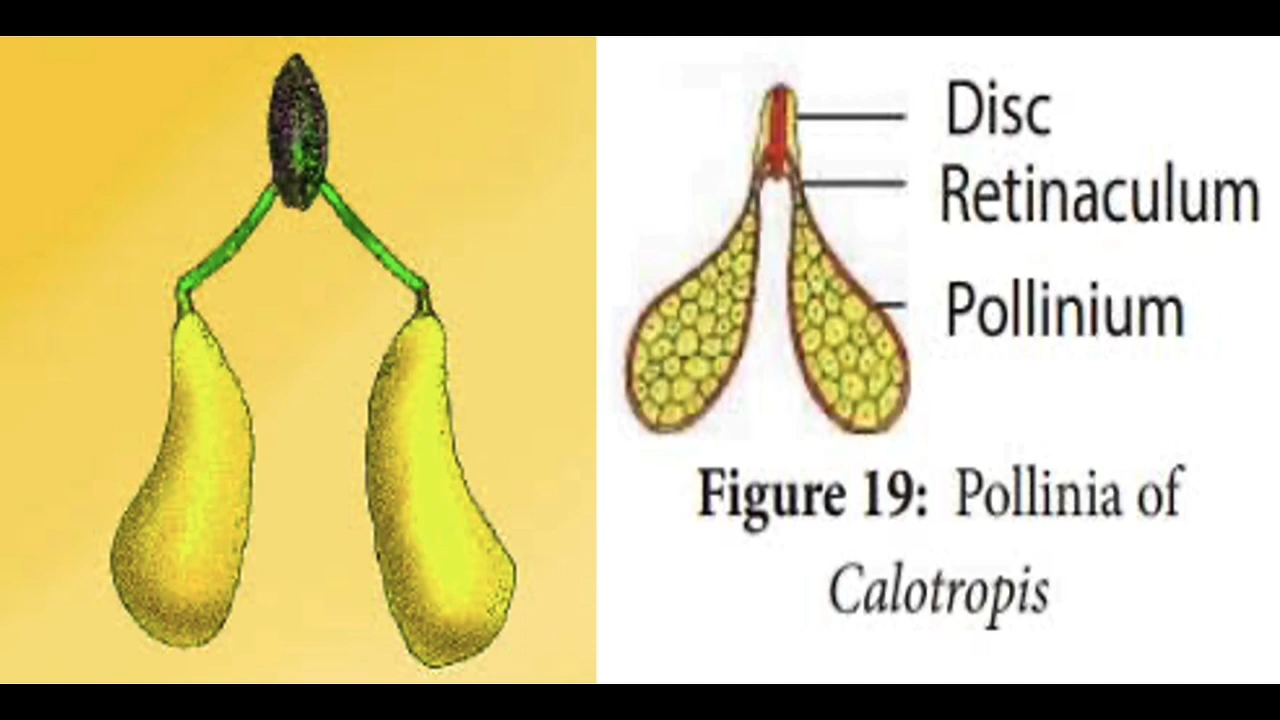 Disc
Retinaculum
Pollinium
Figure 19: Pollinia of
Calotropis